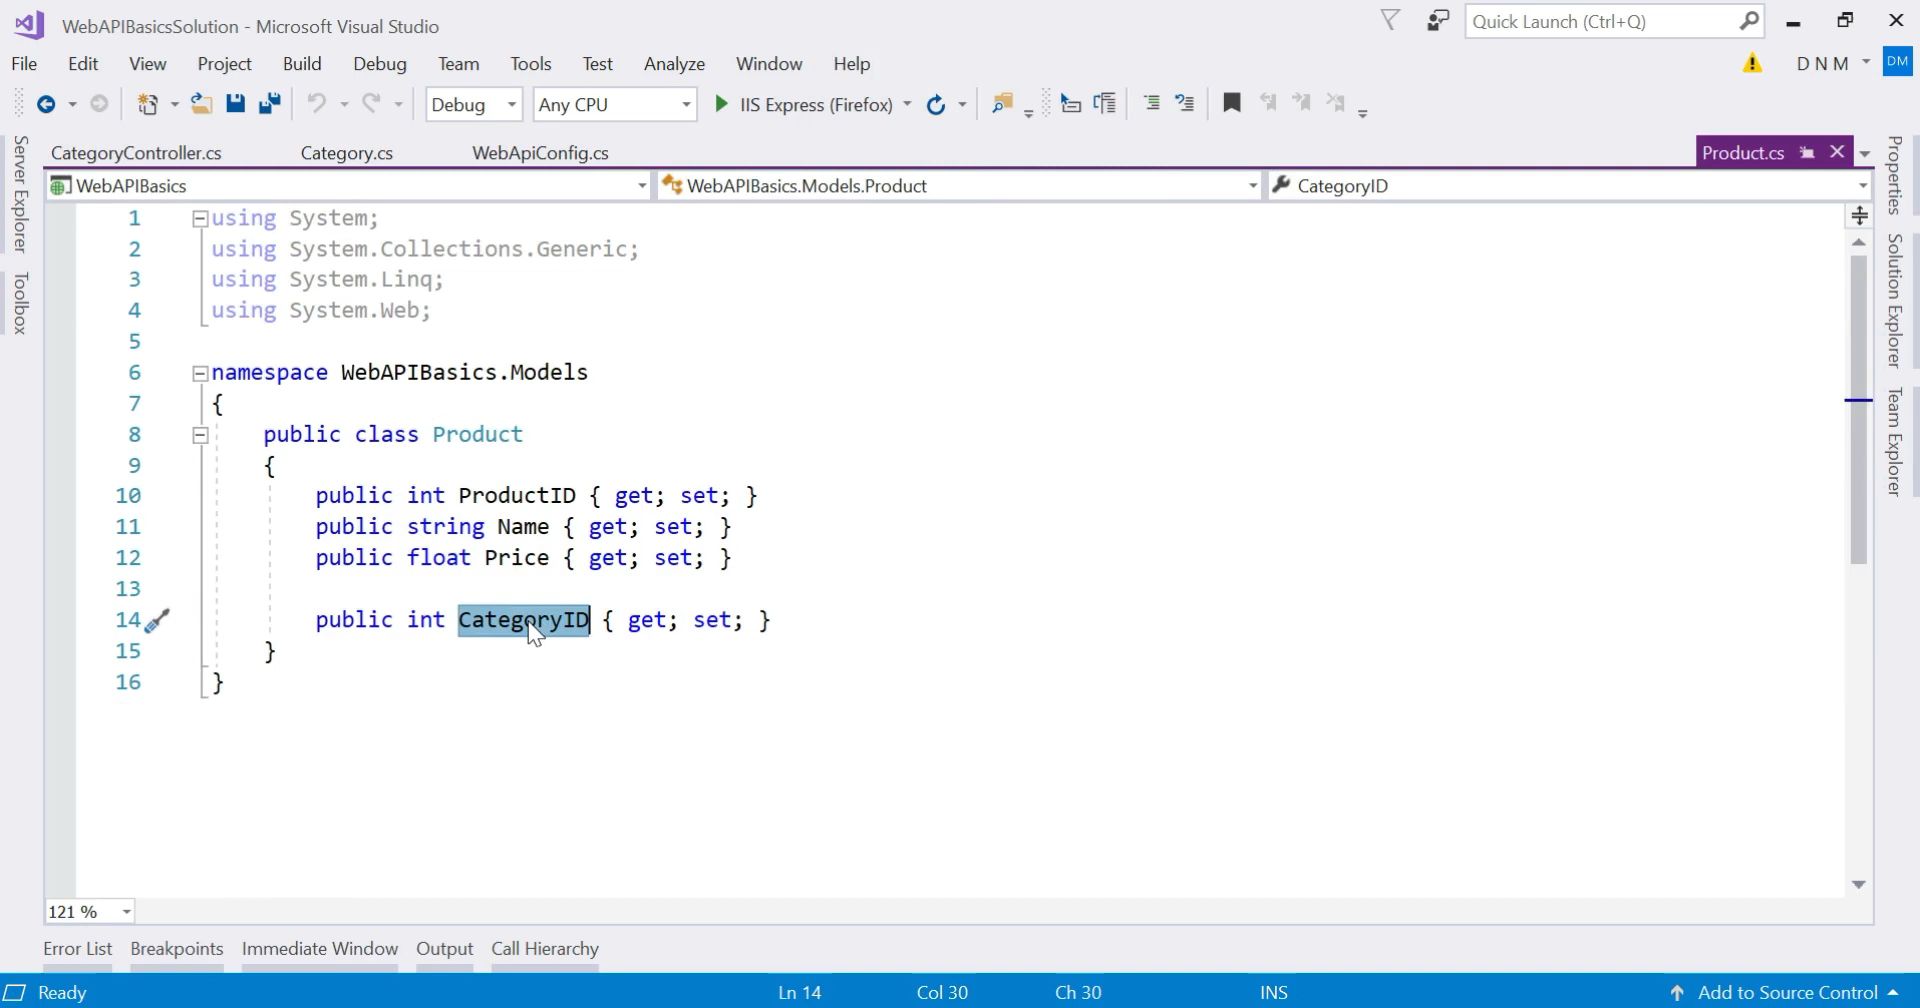 WebAPIBasicsSolution - Microsoft Visual Studio
Quick Launch (Ctrl+Q)
File Edit View Project Build Debug Team Tools Test Analyze Window Help
D N M DM
Debug Any CPU IIS Express (Firefox)
CategoryController.cs Category.cs WebApiConfig.cs Product.cs
WebAPIBasics WebAPIBasics.Models.Product CategoryID
1 using System;
2 using System.Collections.Generic;
3 using System.Linq;
4 using System.Web;
5
6 namespace WebAPIBasics.Models
7 {
8 public class Product
9 {
10 public int ProductID { get; set; }
11 public string Name { get; set; }
12 public float Price { get; set; }
13
14 public int CategoryID { get; set; }
15 }
16 }
Server Explorer
Toolbox
Properties
Solution Explorer
Team Explorer
121 %
Error List Breakpoints Immediate Window Output Call Hierarchy
Ready Ln 14 Col 30 Ch 30 INS Add to Source Control